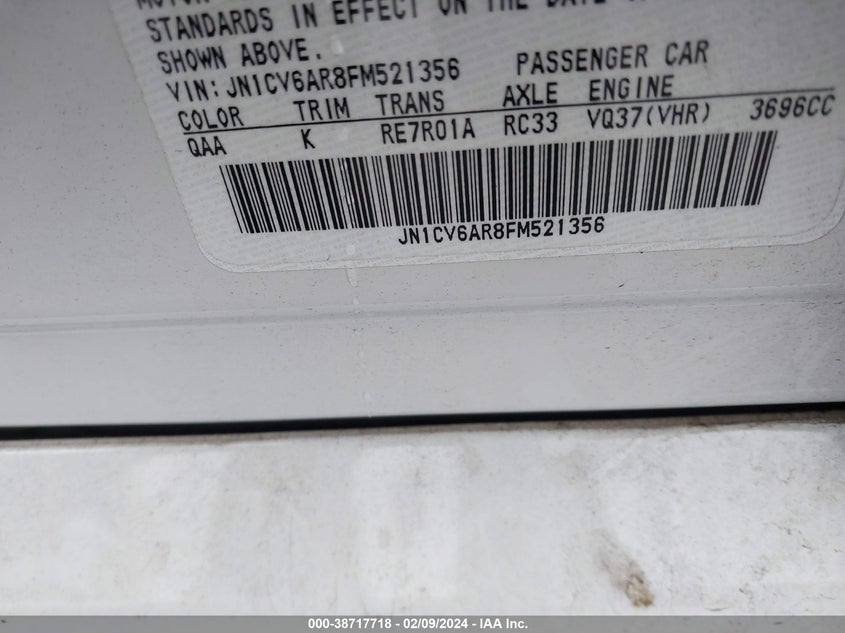 STANDARDS IN EFFECT ON THE DATE
SHOWN ABOVE.
VIN: JN1CV6AR8FM521356 PASSENGER CAR
COLOR TRIM TRANS AXLE ENGINE
QAA K RE7R01A RC33 VQ37(VHR) 3696CC
JN1CV6AR8FM521356
000-38717718 - 02/09/2024 - IAA Inc.